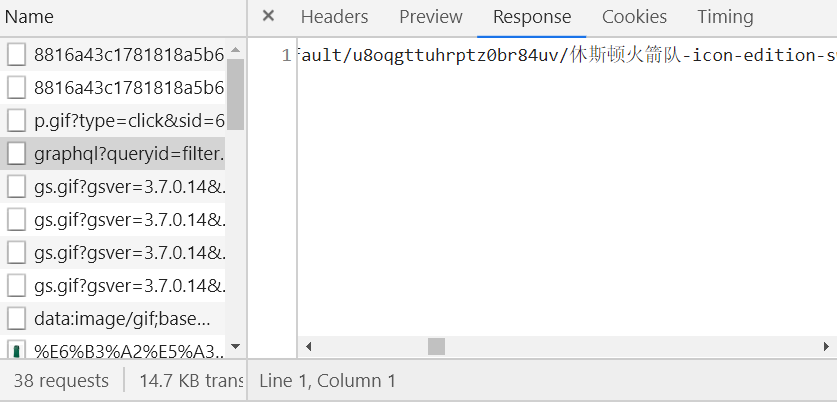 Name
× Headers Preview Response Cookies Timing
8816a43c1781818a5b6
1 fault/u8oqgttuhrptz0br84uv/休斯顿火箭队-icon-edition-s
8816a43c1781818a5b6
p.gif?type=click&sid=6
graphql?queryid=filter.
gs.gif?gsver=3.7.0.14&.
gs.gif?gsver=3.7.0.14&.
gs.gif?gsver=3.7.0.14&.
gs.gif?gsver=3.7.0.14&.
data:image/gif;base...
%E6%B3%A2%E5%A3...
38 requests 14.7 KB trans Line 1, Column 1